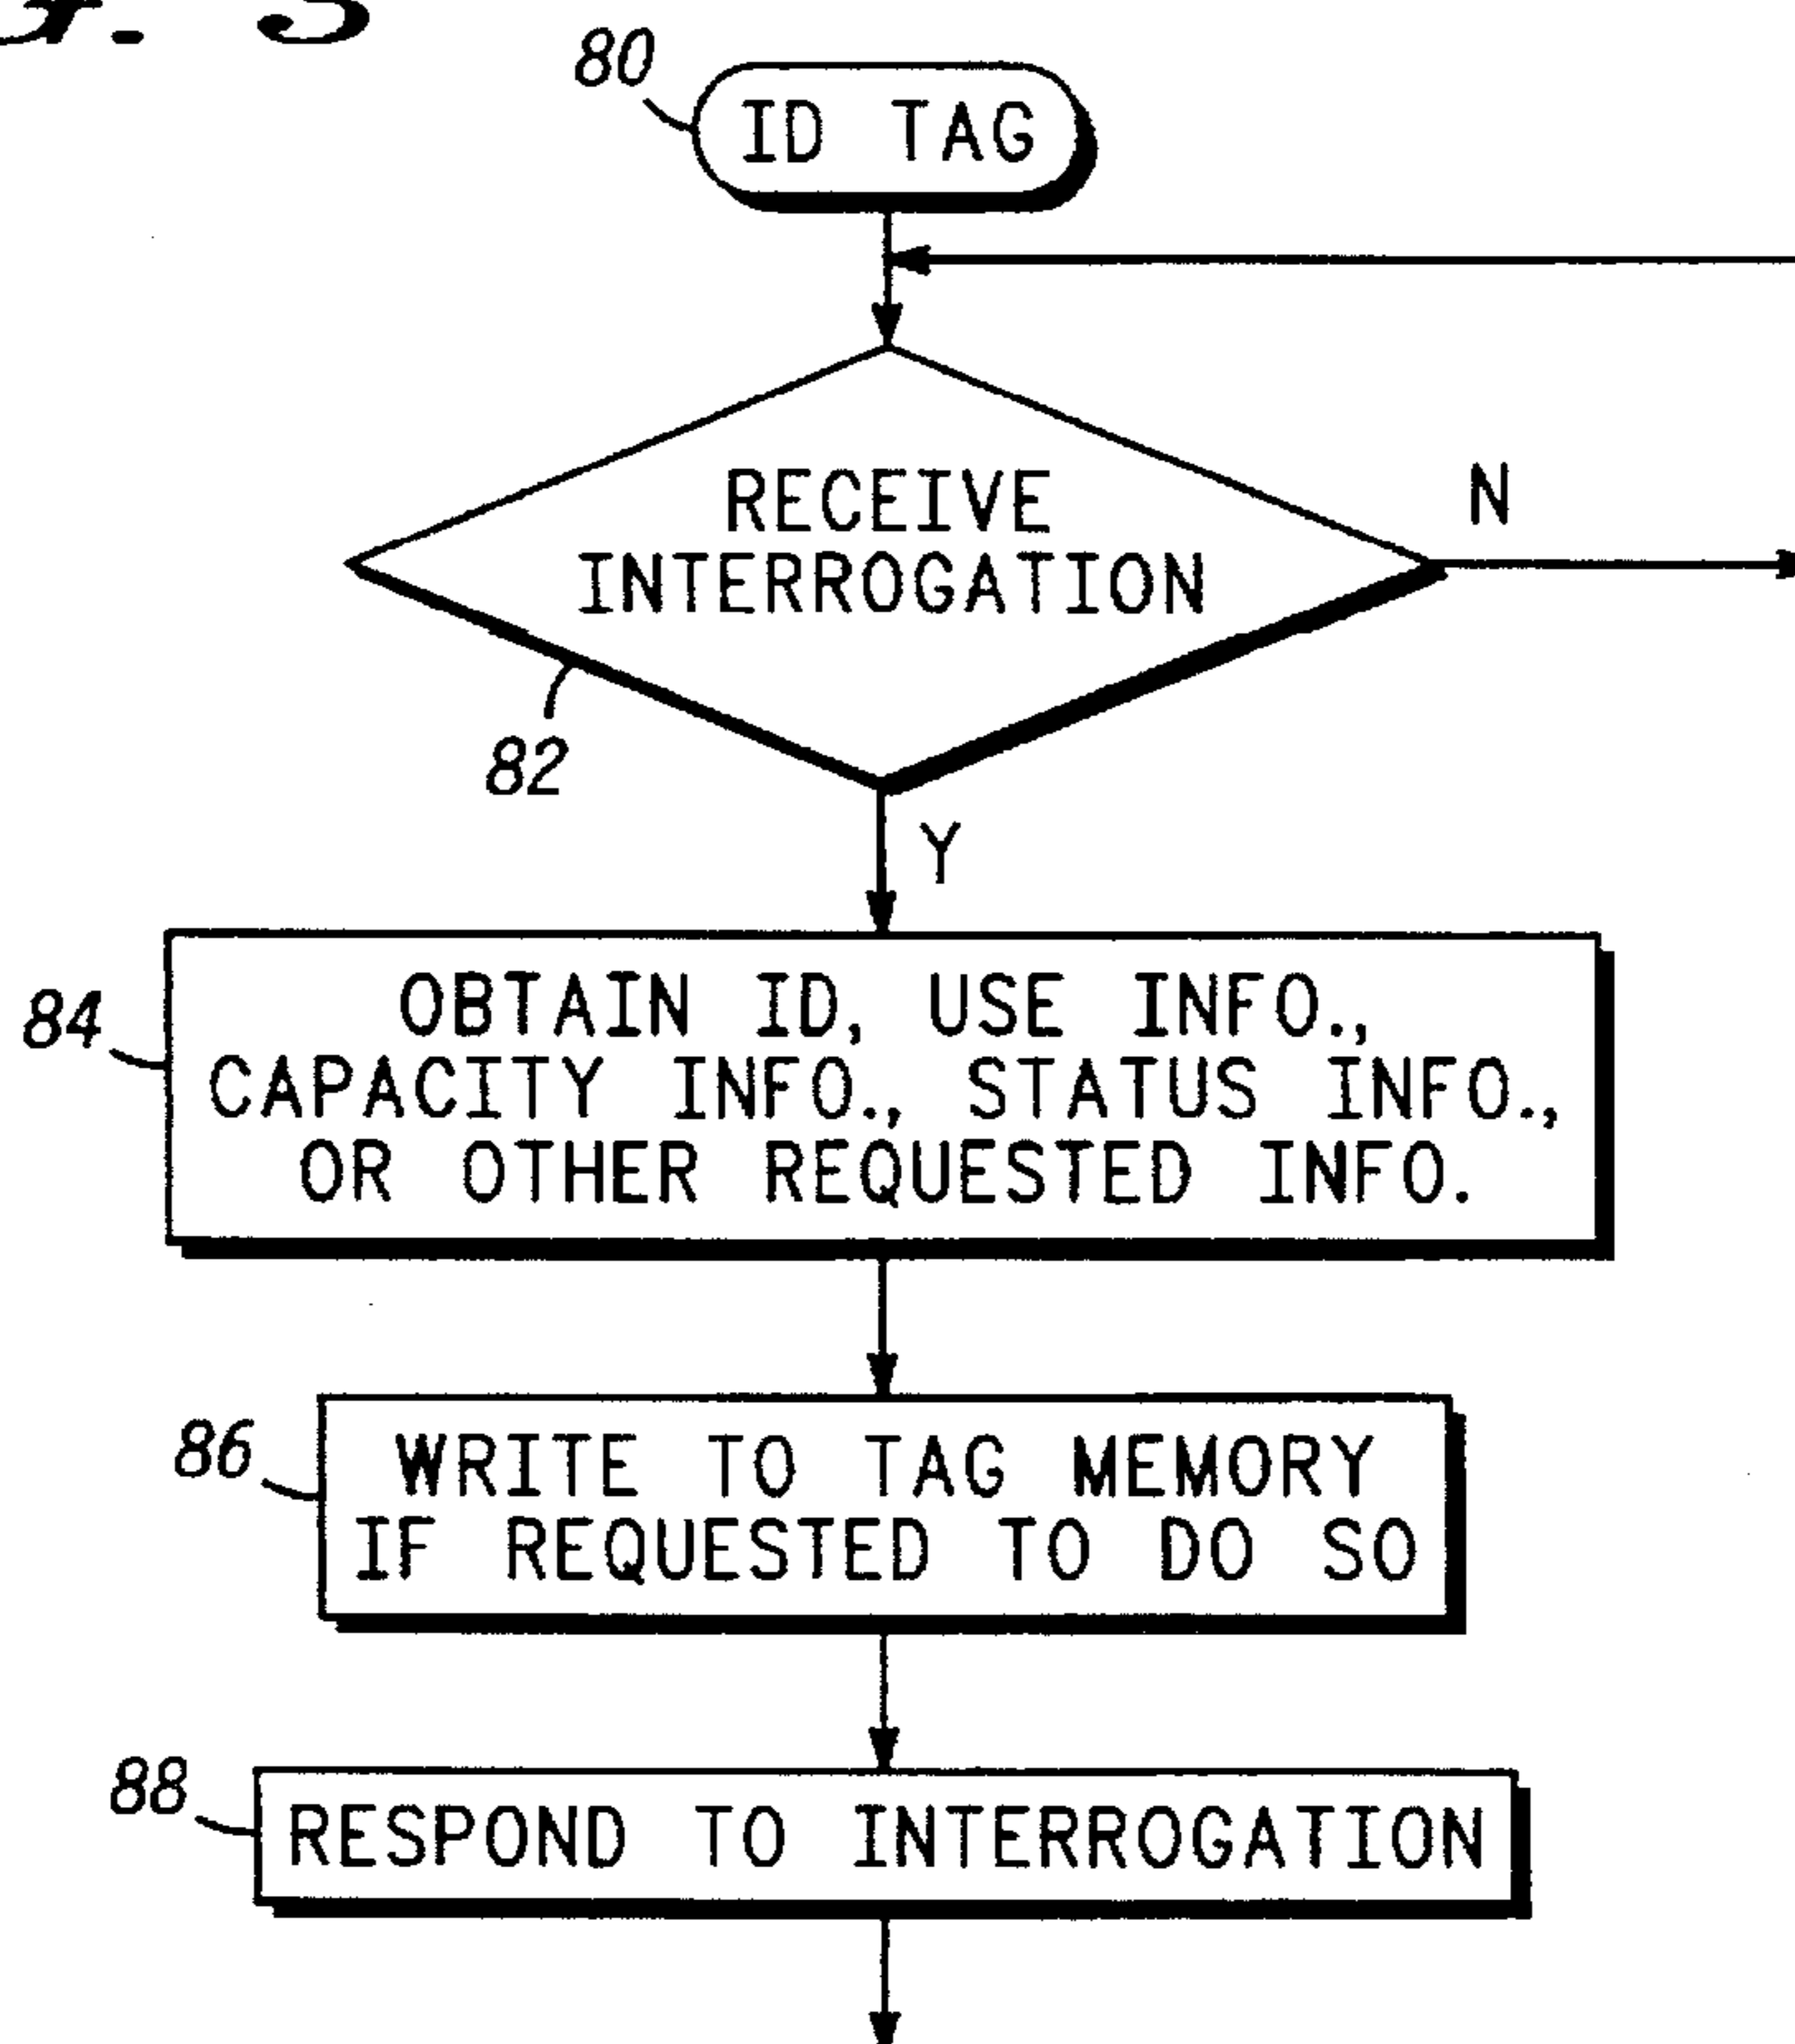 3
80
ID TAG
RECEIVE
INTERROGATION
N
82
Y
84
OBTAIN ID, USE INFO.,
CAPACITY INFO., STATUS INFO.,
OR OTHER REQUESTED INFO.
86
WRITE TO TAG MEMORY
IF REQUESTED TO DO SO
88
RESPOND TO INTERROGATION